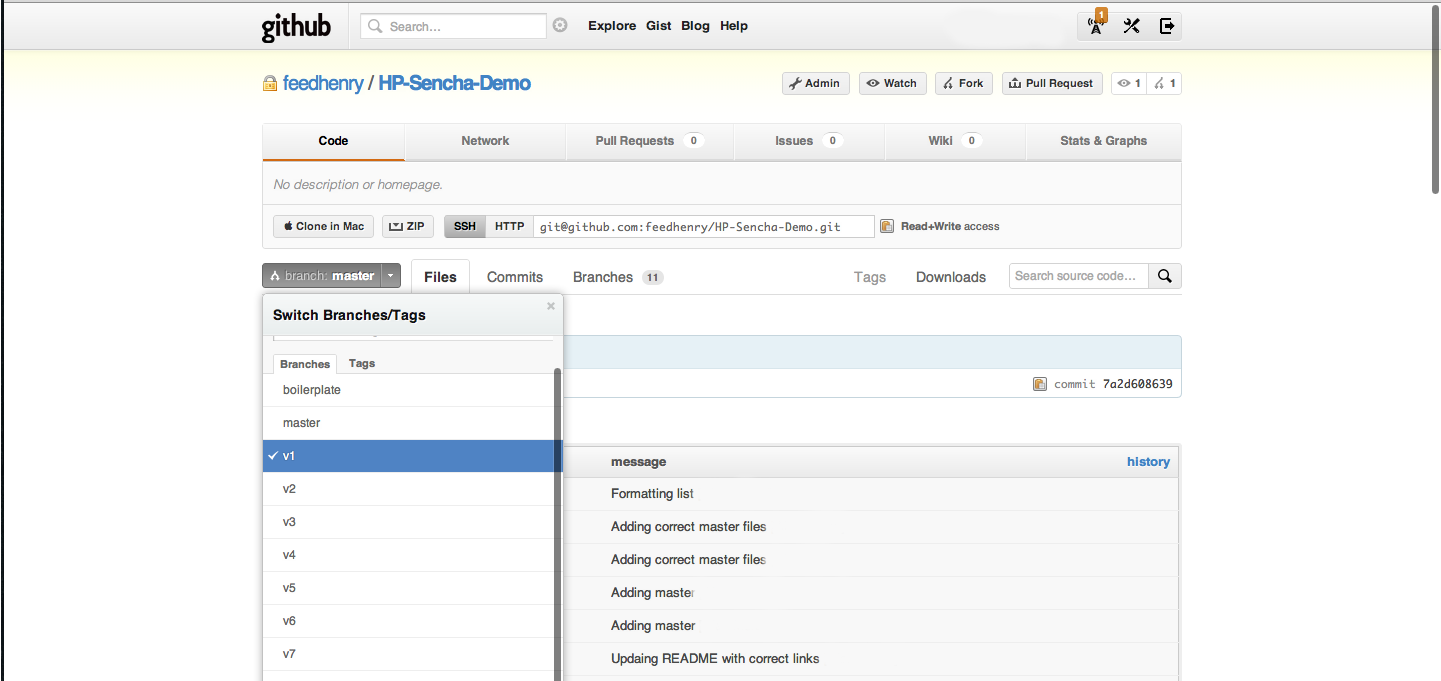 github Search... Explore Gist Blog Help 1
feedhenry / HP-Sencha-Demo Admin Watch Fork Pull Request 1 1
Code Network Pull Requests 0 Issues 0 Wiki 0 Stats & Graphs
No description or homepage.
Clone in Mac ZIP SSH HTTP git@github.com:feedhenry/HP-Sencha-Demo.git Read+Write access
branch: master Files Commits Branches 11 Tags Downloads Search source code...
Switch Branches/Tags ×
Branches Tags
boilerplate
commit 7a2d608639
master
v1
message history
v2
Formatting list
v3
Adding correct master files
v4
Adding correct master files
v5
Adding master
v6
Adding master
v7
Updaing README with correct links